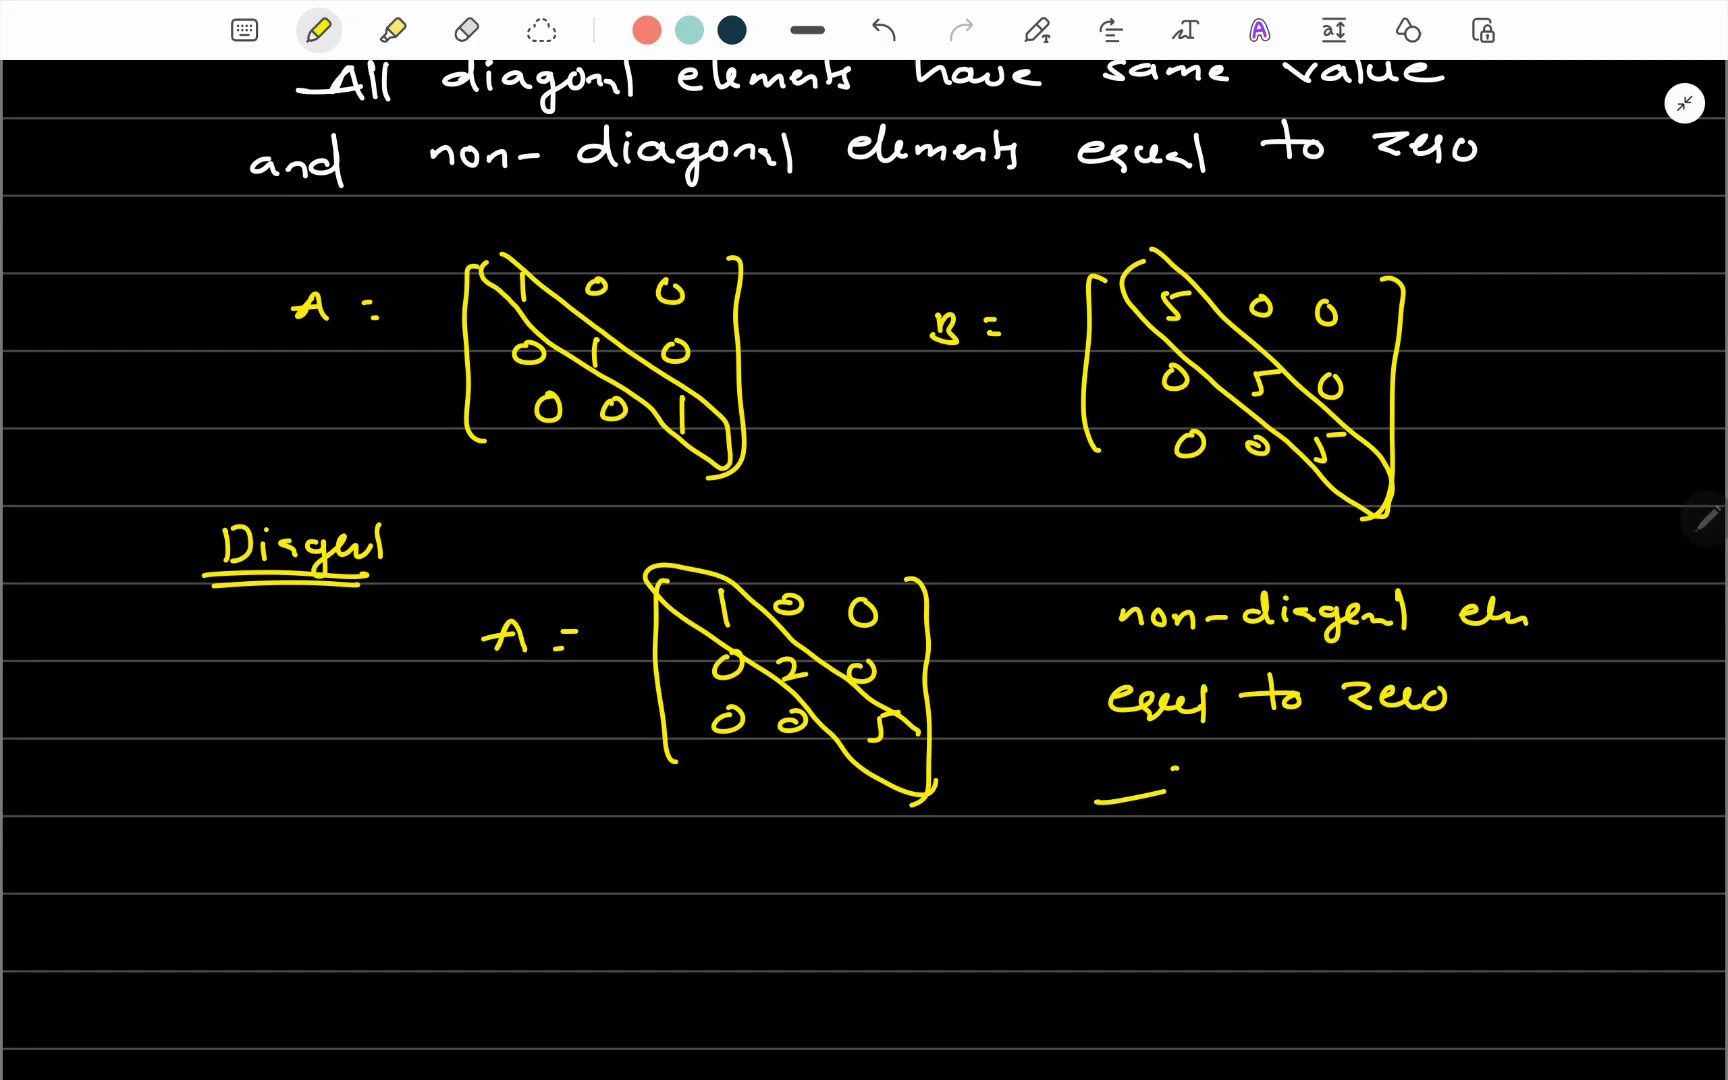 All diagonal elements have same value
and non-diagonal elements equal to zero
A = [ 1 0 0
0 1 0
0 0 1 ]
B = [ 5 0 0
0 5 0
0 0 5 ]
Diagonal
A = [ 1 0 0
0 2 0
0 0 5 ]
non-diagonal ele
equal to zero